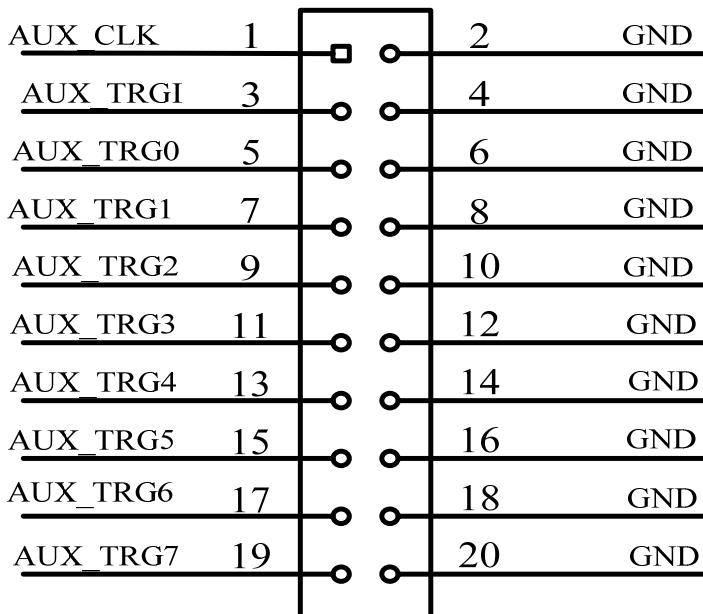 AUX_CLK 1 2 GND
AUX_TRGI 3 4 GND
AUX_TRG0 5 6 GND
AUX_TRG1 7 8 GND
AUX_TRG2 9 10 GND
AUX_TRG3 11 12 GND
AUX_TRG4 13 14 GND
AUX_TRG5 15 16 GND
AUX_TRG6 17 18 GND
AUX_TRG7 19 20 GND